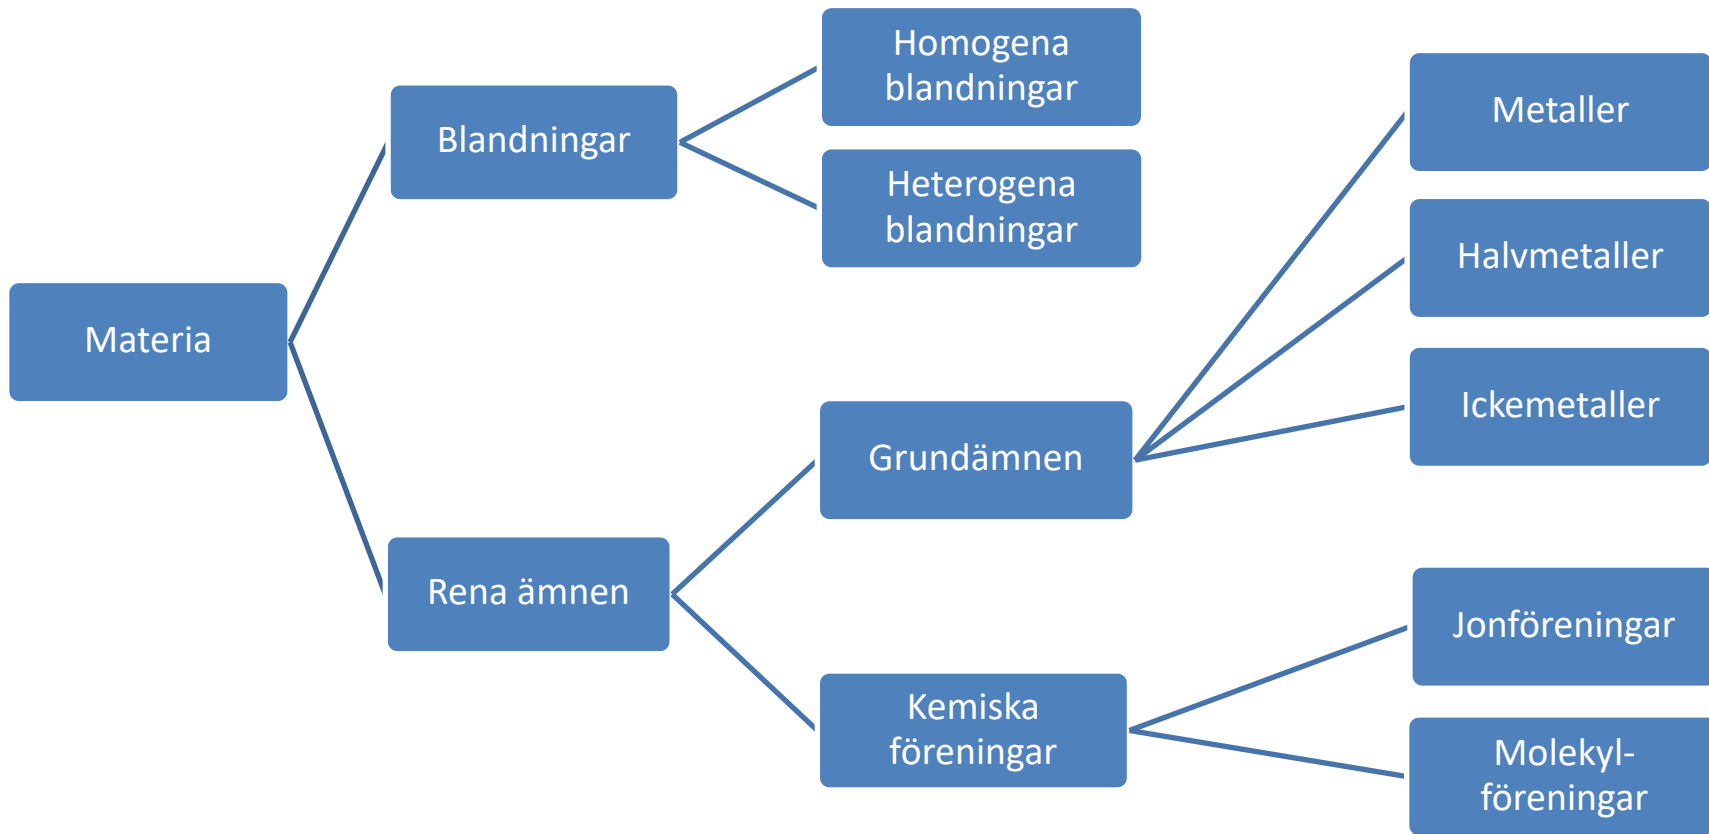 Materia
Blandningar
Homogena
blandningar
Heterogena
blandningar
Rena ämnen
Grundämnen
Metaller
Halvmetaller
Ickemetaller
Kemiska
föreningar
Jonföreningar
Molekyl-
föreningar